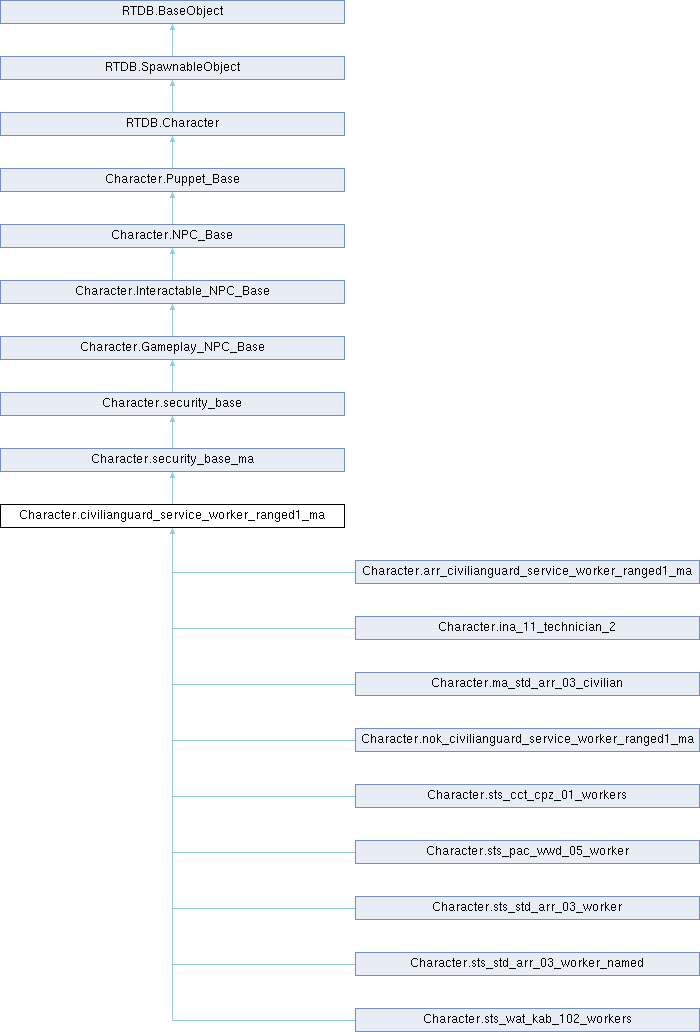 RTDB.BaseObject
RTDB.SpawnableObject
RTDB.Character
Character.Puppet_Base
Character.NPC_Base
Character.Interactable_NPC_Base
Character.Gameplay_NPC_Base
Character.security_base
Character.security_base_ma
Character.civilianguard_service_worker_ranged1_ma
Character.arr_civilianguard_service_worker_ranged1_ma
Character.ina_11_technician_2
Character.ma_std_arr_03_civilian
Character.nok_civilianguard_service_worker_ranged1_ma
Character.sts_cct_cpz_01_workers
Character.sts_pac_wwd_05_worker
Character.sts_std_arr_03_worker
Character.sts_std_arr_03_worker_named
Character.sts_wat_kab_102_workers